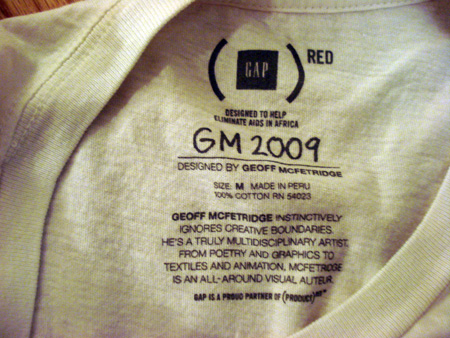 (GAP) RED
DESIGNED TO HELP
ELIMINATE AIDS IN AFRICA
GM 2009
DESIGNED BY GEOFF MCFETRIDGE
SIZE: M MADE IN PERU
100% COTTON RN 54023
GEOFF MCFETRIDGE INSTINCTIVELY
IGNORES CREATIVE BOUNDARIES.
HE'S A TRULY MULTIDISCIPLINARY ARTIST.
FROM POETRY AND GRAPHICS TO
TEXTILES AND ANIMATION, MCFETRIDGE
IS AN ALL-AROUND VISUAL AUTEUR.
GAP IS A PROUD PARTNER OF (PRODUCT)RED™